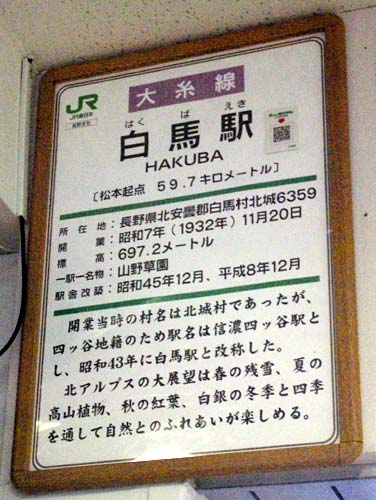 JR
JR東日本
長野支社
大糸線
はくば えき
白馬駅
HAKUBA
〔松本起点 59.7キロメートル〕
所在地:長野県北安曇郡白馬村北城6359
開業:昭和7年（1932年）11月20日
標高:697.2メートル
一駅一名物:山野草園
駅舎改築:昭和45年12月、平成8年12月
開業当時の村名は北城村であったが、
四ッ谷地籍のため駅名は信濃四ッ谷駅と
し、昭和43年に白馬駅と改称した。
北アルプスの大展望は春の残雪、夏の
高山植物、秋の紅葉、白銀の冬季と四季
を通して自然とのふれあいが楽しめる。